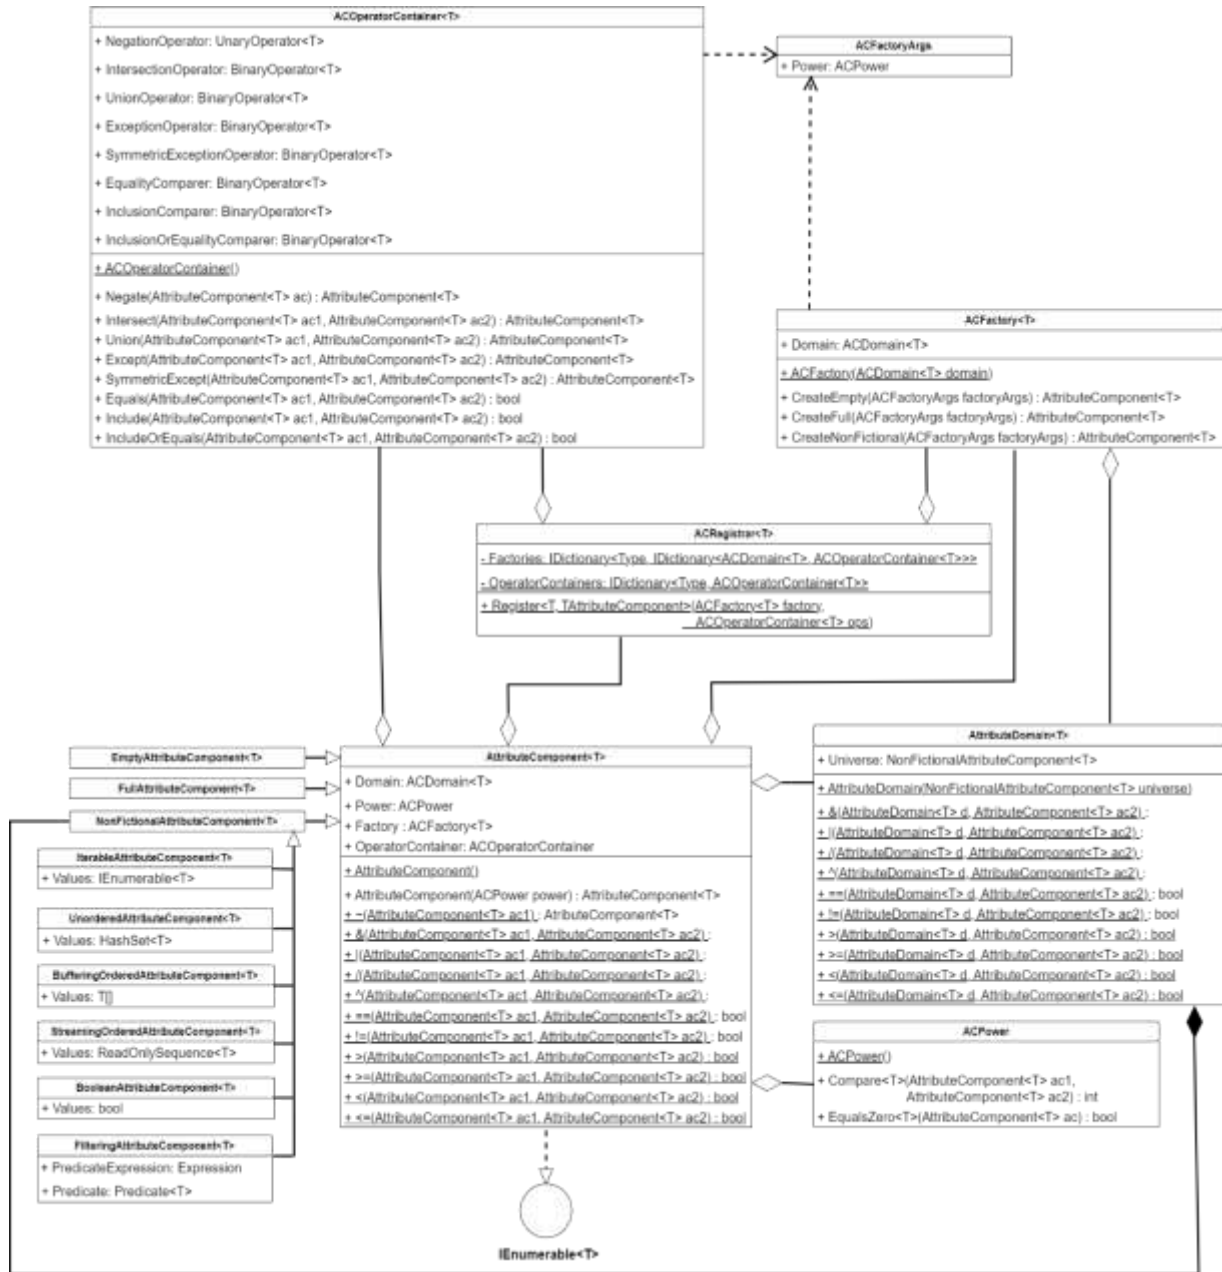 ACOperatorContainer<T>
+ NegationOperator: UnaryOperator<T>
+ IntersectionOperator: BinaryOperator<T>
+ UnionOperator: BinaryOperator<T>
+ ExceptionOperator: BinaryOperator<T>
+ SymmetricExceptionOperator: BinaryOperator<T>
+ EqualityComparer: BinaryOperator<T>
+ InclusionComparer: BinaryOperator<T>
+ InclusionOrEqualityComparer: BinaryOperator<T>
+ ACOperatorContainer()
+ Negate(AttributeComponent<T> ac) : AttributeComponent<T>
+ Intersect(AttributeComponent<T> ac1, AttributeComponent<T> ac2) : AttributeComponent<T>
+ Union(AttributeComponent<T> ac1, AttributeComponent<T> ac2) : AttributeComponent<T>
+ Except(AttributeComponent<T> ac1, AttributeComponent<T> ac2) : AttributeComponent<T>
+ SymmetricExcept(AttributeComponent<T> ac1, AttributeComponent<T> ac2) : AttributeComponent<T>
+ Equals(AttributeComponent<T> ac1, AttributeComponent<T> ac2) : bool
+ Include(AttributeComponent<T> ac1, AttributeComponent<T> ac2) : bool
+ IncludeOrEquals(AttributeComponent<T> ac1, AttributeComponent<T> ac2) : bool
ACFactoryArgs
+ Power: ACPower
ACFactory<T>
+ Domain: ACDomain<T>
+ ACFactory(ACDomain<T> domain)
+ CreateEmpty(ACFactoryArgs factoryArgs) : AttributeComponent<T>
+ CreateFull(ACFactoryArgs factoryArgs) : AttributeComponent<T>
+ CreateNonFictional(ACFactoryArgs factoryArgs) : AttributeComponent<T>
ACRegistrar<T>
- Factories: IDictionary<Type, IDictionary<ACDomain<T>, ACOperatorContainer<T>>>
- OperatorContainers: IDictionary<Type, ACOperatorContainer<T>>
+ Register<T, TAttributeComponent>(ACFactory<T> factory,
ACOperatorContainer<T> ops)
EmptyAttributeComponent<T>
FullAttributeComponent<T>
NonFictionalAttributeComponent<T>
IterableAttributeComponent<T>
+ Values: IEnumerable<T>
UnorderedAttributeComponent<T>
+ Values: HashSet<T>
BufferingOrderedAttributeComponent<T>
+ Values: T[]
StreamingOrderedAttributeComponent<T>
+ Values: ReadOnlySequence<T>
BooleanAttributeComponent<T>
+ Values: bool
FilteringAttributeComponent<T>
+ PredicateExpression: Expression
+ Predicate: Predicate<T>
AttributeComponent<T>
+ Domain: ACDomain<T>
+ Power: ACPower
+ Factory : ACFactory<T>
+ OperatorContainer: ACOperatorContainer
+ AttributeComponent()
+ AttributeComponent(ACPower power) : AttributeComponent<T>
+ ~(AttributeComponent<T> ac1) : AtributeComponent<T>
+ &(AttributeComponent<T> ac1, AttributeComponent<T> ac2) :
+ |(AttributeComponent<T> ac1, AttributeComponent<T> ac2) :
+ /(AttributeComponent<T> ac1, AttributeComponent<T> ac2) :
+ ^(AttributeComponent<T> ac1, AttributeComponent<T> ac2) :
+ ==(AttributeComponent<T> ac1, AttributeComponent<T> ac2) : bool
+ !=(AttributeComponent<T> ac1, AttributeComponent<T> ac2) : bool
+ >(AttributeComponent<T> ac1, AttributeComponent<T> ac2) : bool
+ >=(AttributeComponent<T> ac1, AttributeComponent<T> ac2) : bool
+ <(AttributeComponent<T> ac1, AttributeComponent<T> ac2) : bool
+ <=(AttributeComponent<T> ac1, AttributeComponent<T> ac2) : bool
IEnumerable<T>
AttributeDomain<T>
+ Universe: NonFictionalAttributeComponent<T>
+ AttributeDomain(NonFictionalAttributeComponent<T> universe)
+ &(AttributeDomain<T> d, AttributeComponent<T> ac2) :
+ |(AttributeDomain<T> d, AttributeComponent<T> ac2) :
+ /(AttributeDomain<T> d, AttributeComponent<T> ac2) :
+ ^(AttributeDomain<T> d, AttributeComponent<T> ac2) :
+ ==(AttributeDomain<T> d, AttributeComponent<T> ac2) : bool
+ !=(AttributeDomain<T> d, AttributeComponent<T> ac2) : bool
+ >(AttributeDomain<T> d, AttributeComponent<T> ac2) : bool
+ >=(AttributeDomain<T> d, AttributeComponent<T> ac2) : bool
+ <(AttributeDomain<T> d, AttributeComponent<T> ac2) : bool
+ <=(AttributeDomain<T> d, AttributeComponent<T> ac2) : bool
ACPower
+ ACPower()
+ Compare<T>(AttributeComponent<T> ac1,
AttributeComponent<T> ac2) : int
+ EqualsZero<T>(AttributeComponent<T> ac) : bool